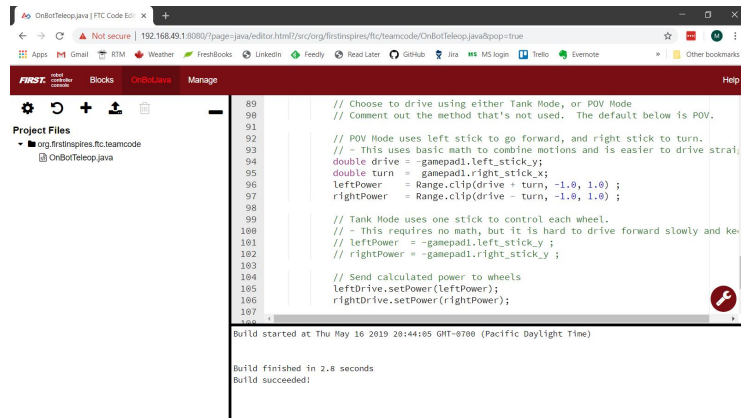 OnBotTeleop.java | FTC Code Edi
Not secure | 192.168.49.1:8080/?page=java/editor.html?/src/org/firstinspires/ftc/teamcode/OnBotTeleop.java&pop=true
M
Apps Gmail RTM Weather FreshBooks LinkedIn Feedly Read Later GitHub Jira MS MS login Trello Evernote » Other bookmarks
FIRST. robot controller console Blocks OnBotJava Manage Help
Project Files
org.firstinspires.ftc.teamcode
OnBotTeleop.java
89 // Choose to drive using either Tank Mode, or POV Mode
90 // Comment out the method that's not used. The default below is POV.
91
92 // POV Mode uses left stick to go forward, and right stick to turn.
93 // - This uses basic math to combine motions and is easier to drive straig
94 double drive = -gamepad1.left_stick_y;
95 double turn = gamepad1.right_stick_x;
96 leftPower = Range.clip(drive + turn, -1.0, 1.0) ;
97 rightPower = Range.clip(drive - turn, -1.0, 1.0) ;
98
99 // Tank Mode uses one stick to control each wheel.
100 // - This requires no math, but it is hard to drive forward slowly and kee
101 // leftPower = -gamepad1.left_stick_y ;
102 // rightPower = -gamepad1.right_stick_y ;
103
104 // Send calculated power to wheels
105 leftDrive.setPower(leftPower);
106 rightDrive.setPower(rightPower);
107
108
Build started at Thu May 16 2019 20:44:05 GMT-0700 (Pacific Daylight Time)
Build finished in 2.8 seconds
Build succeeded!